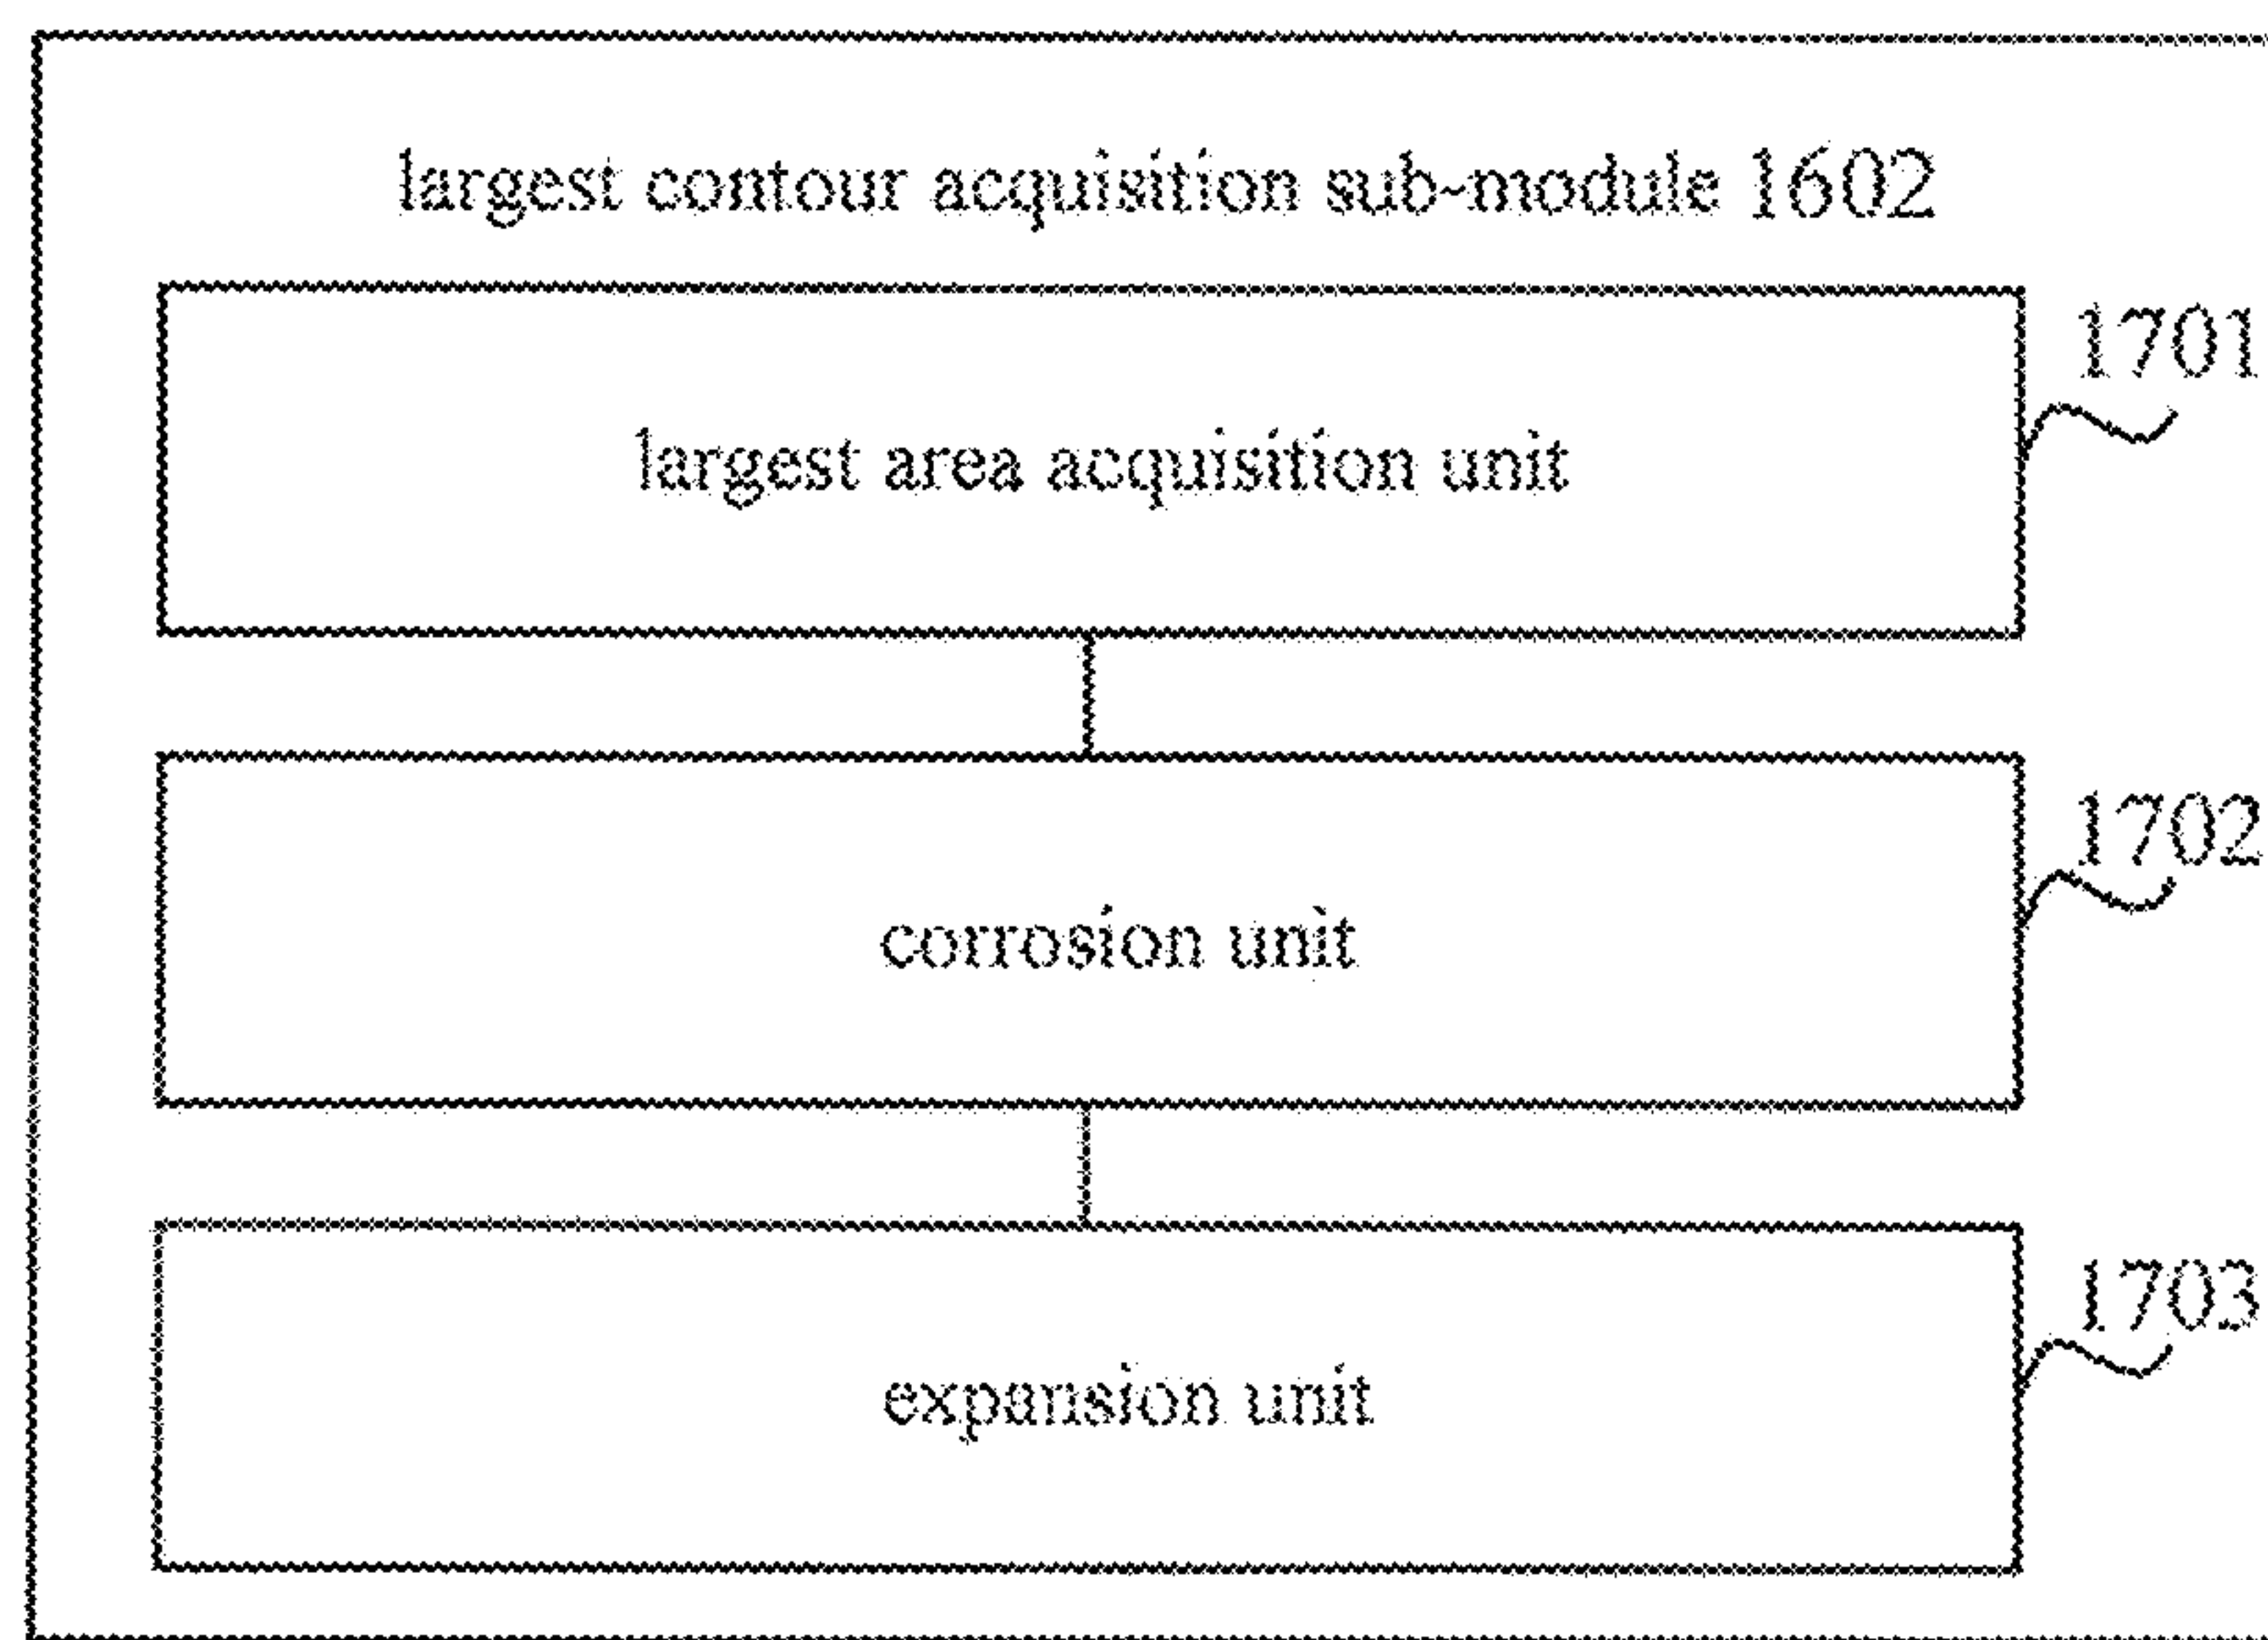 largest contour acquisition sub-module 1602
1701
largest area acquisition unit
1702
corrosion unit
1703
expansion unit